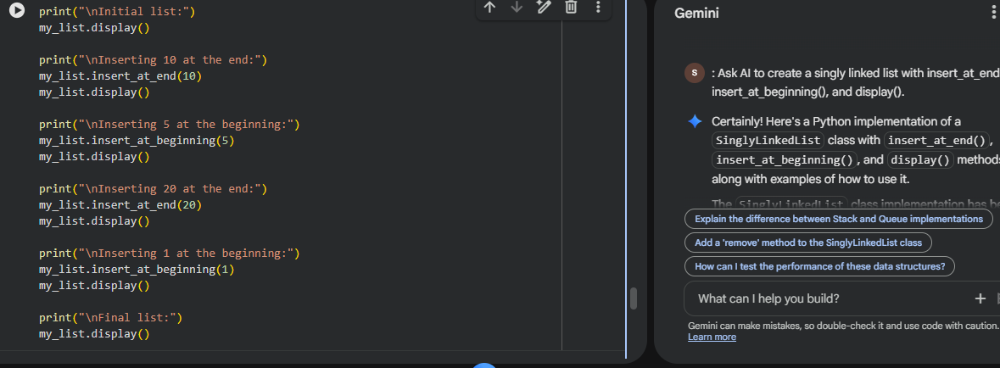 print("\nInitial list:")
my_list.display()
print("\nInserting 10 at the end:")
my_list.insert_at_end(10)
my_list.display()
print("\nInserting 5 at the beginning:")
my_list.insert_at_beginning(5)
my_list.display()
print("\nInserting 20 at the end:")
my_list.insert_at_end(20)
my_list.display()
print("\nInserting 1 at the beginning:")
my_list.insert_at_beginning(1)
my_list.display()
print("\nFinal list:")
my_list.display()
Gemini
S
: Ask AI to create a singly linked list with insert_at_end
insert_at_beginning(), and display().
Certainly! Here's a Python implementation of a
SinglyLinkedList class with insert_at_end(),
insert_at_beginning(), and display() methods
along with examples of how to use it.
The SinglyLinkedList class implementation has be
Explain the difference between Stack and Queue implementations
Add a 'remove' method to the SinglyLinkedList class
How can I test the performance of these data structures?
What can I help you build?
Gemini can make mistakes, so double-check it and use code with caution.
Learn more